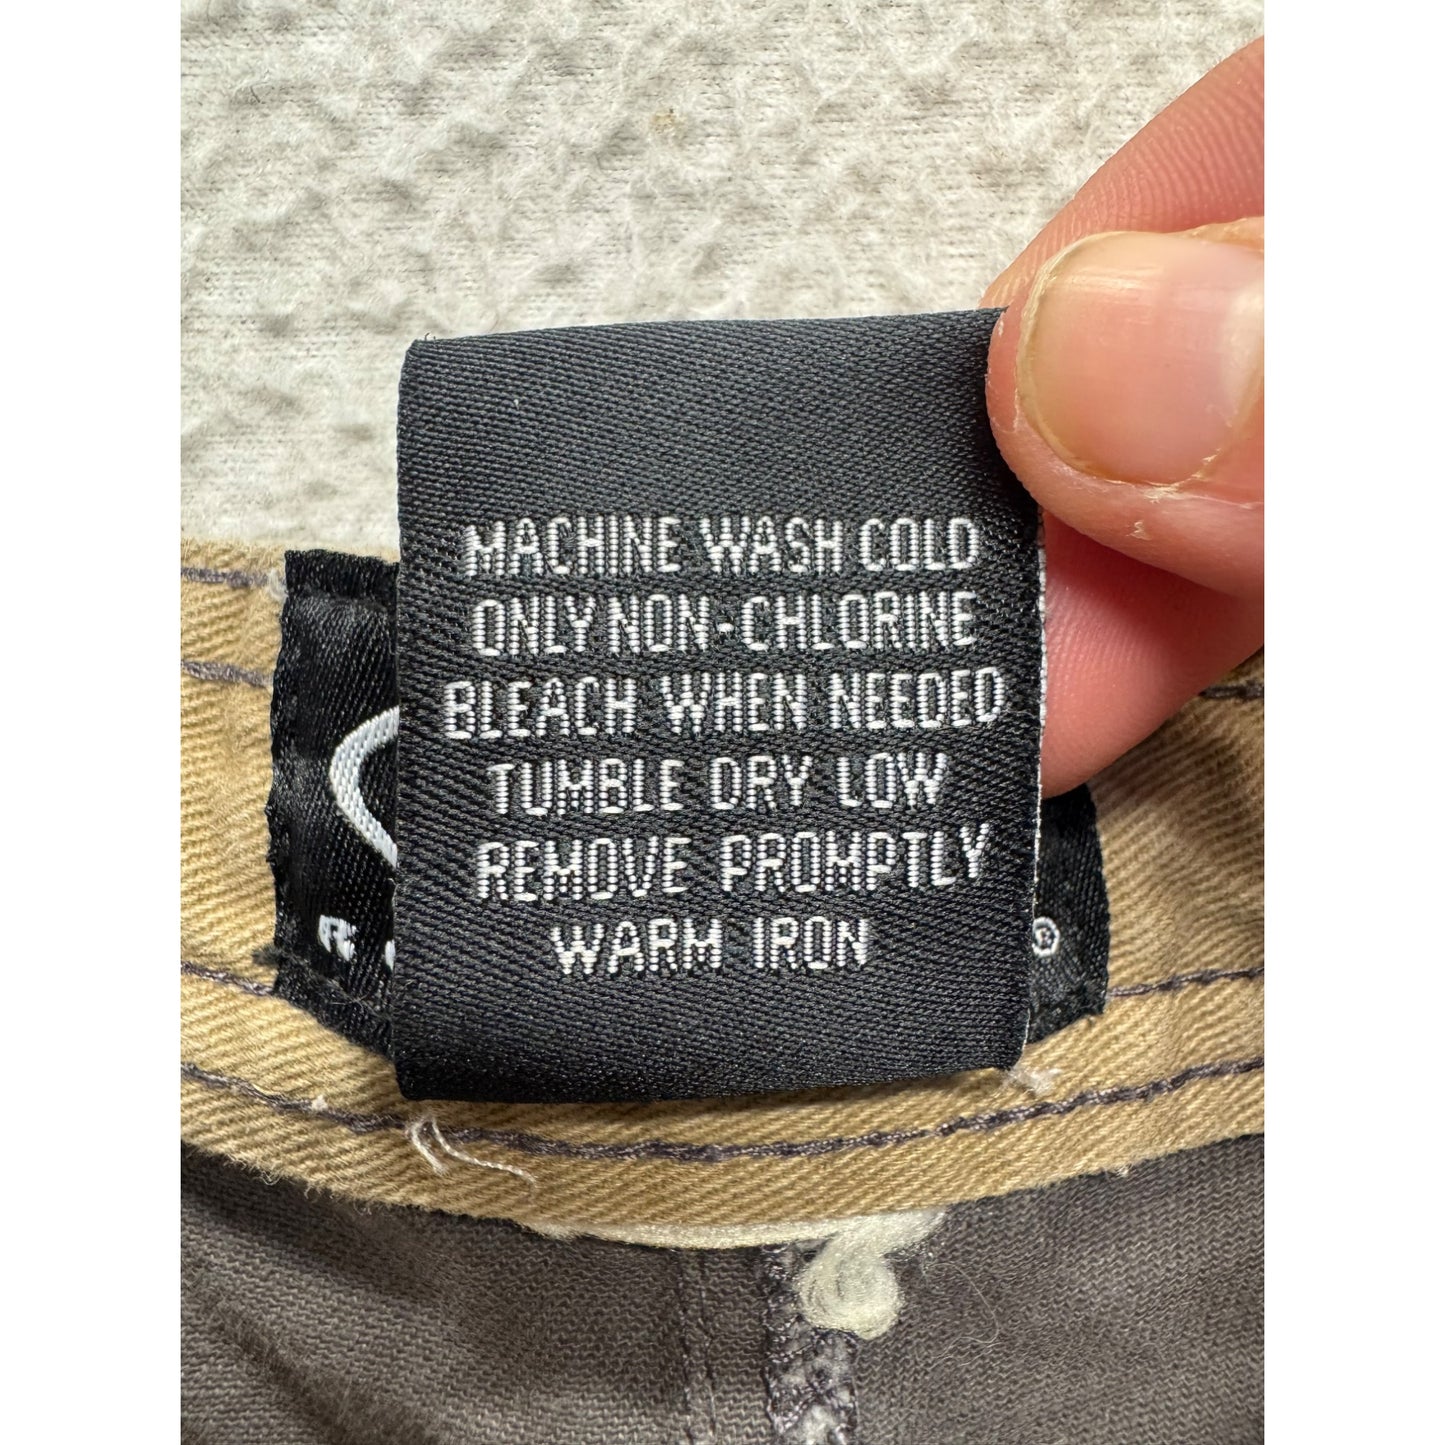 MACHINE WASH COLD
ONLY NON-CHLORINE
BLEACH WHEN NEEDED
TUMBLE DRY LOW
REMOVE PROMPTLY
WARM IRON
®